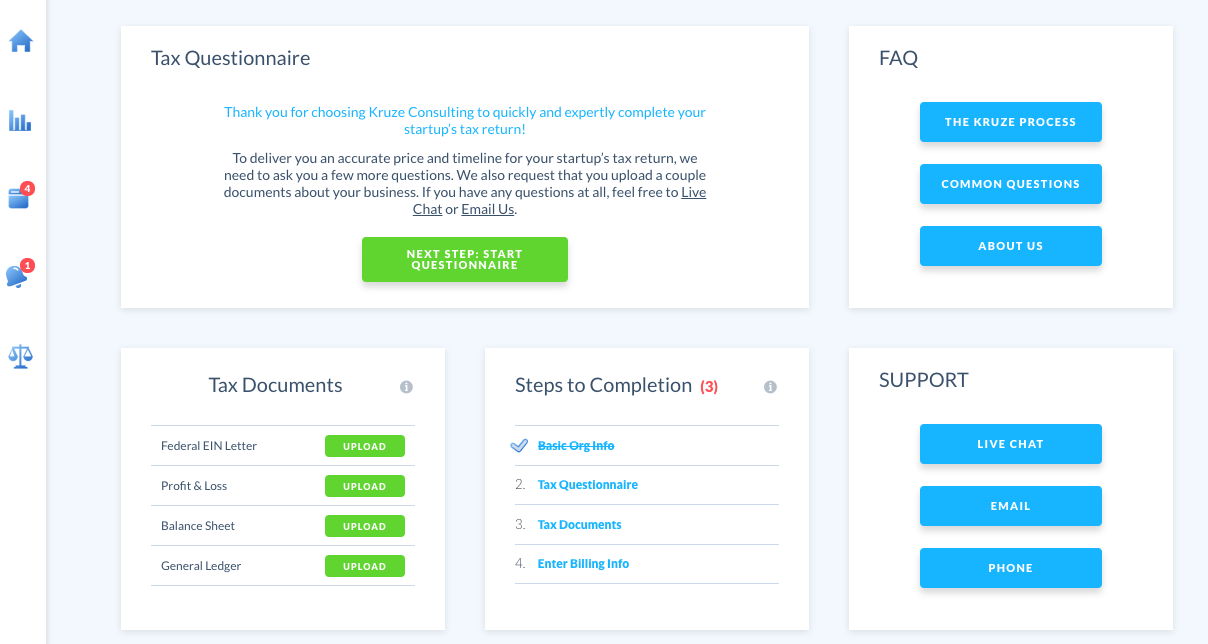 Tax Questionnaire
Thank you for choosing Kruze Consulting to quickly and expertly complete your
startup's tax return!
To deliver you an accurate price and timeline for your startup's tax return, we
need to ask you a few more questions. We also request that you upload a couple
documents about your business. If you have any questions at all, feel free to Live
Chat or Email Us.
NEXT STEP: START
QUESTIONNAIRE
FAQ
THE KRUZE PROCESS
COMMON QUESTIONS
ABOUT US
4
1
Tax Documents i
Federal EIN Letter UPLOAD
Profit & Loss UPLOAD
Balance Sheet UPLOAD
General Ledger UPLOAD
Steps to Completion (3) i
Basic Org Info
2. Tax Questionnaire
3. Tax Documents
4. Enter Billing Info
SUPPORT
LIVE CHAT
EMAIL
PHONE